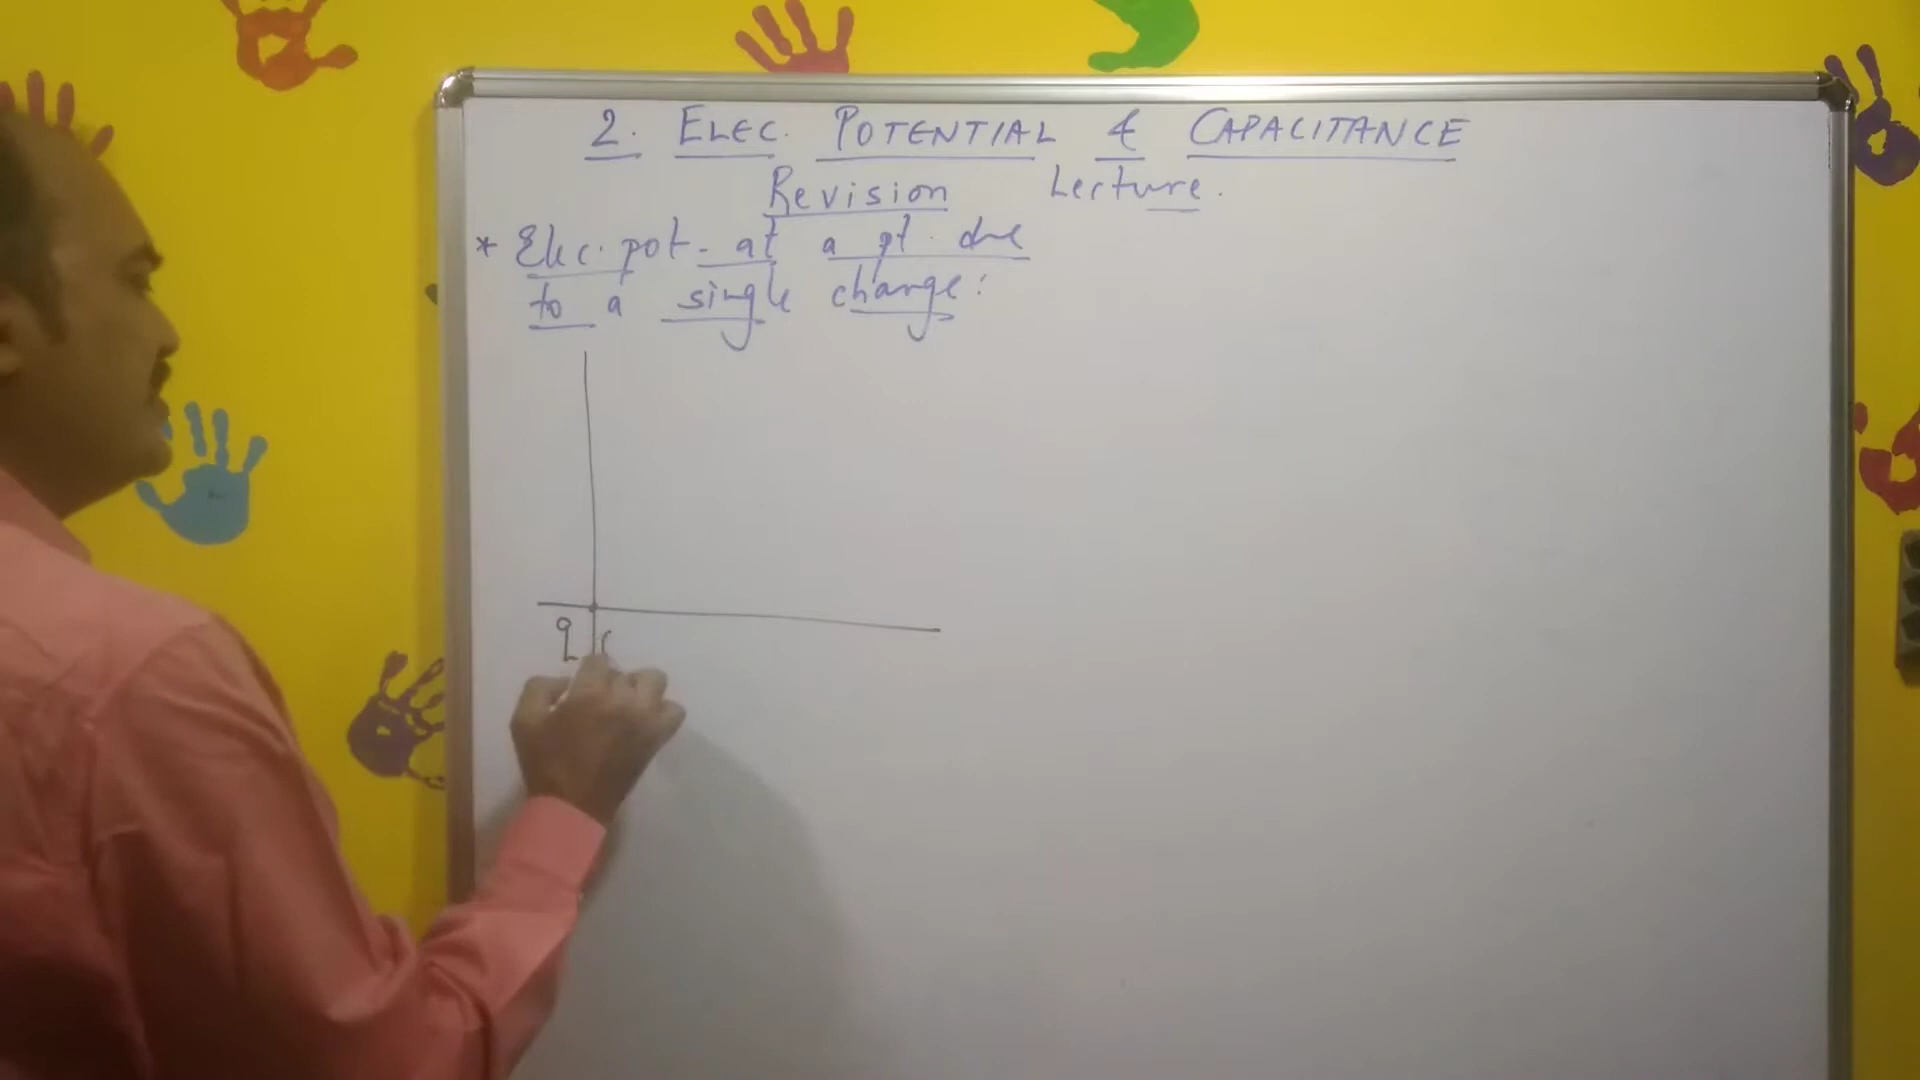 2. ELEC. POTENTIAL & CAPACITANCE
Revision Lecture.
* Elec. pot. at a pt. due
to a single charge:
q (